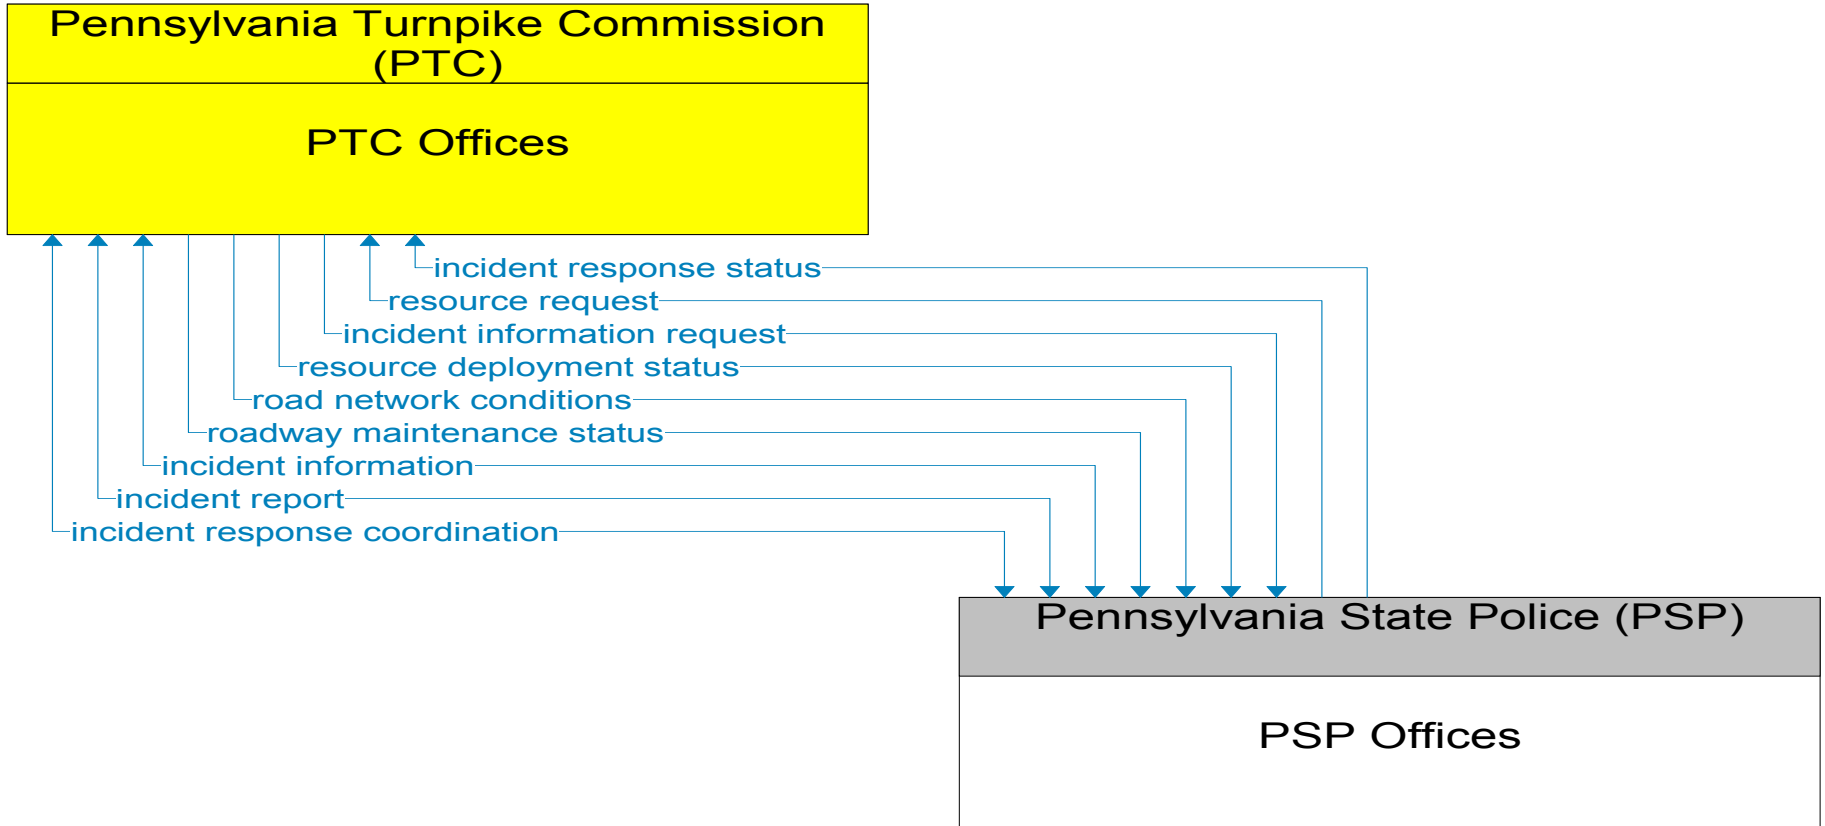 Pennsylvania Turnpike Commission
(PTC)
PTC Offices
incident response status
resource request
incident information request
resource deployment status
road network conditions
roadway maintenance status
incident information
incident report
incident response coordination
Pennsylvania State Police (PSP)
PSP Offices